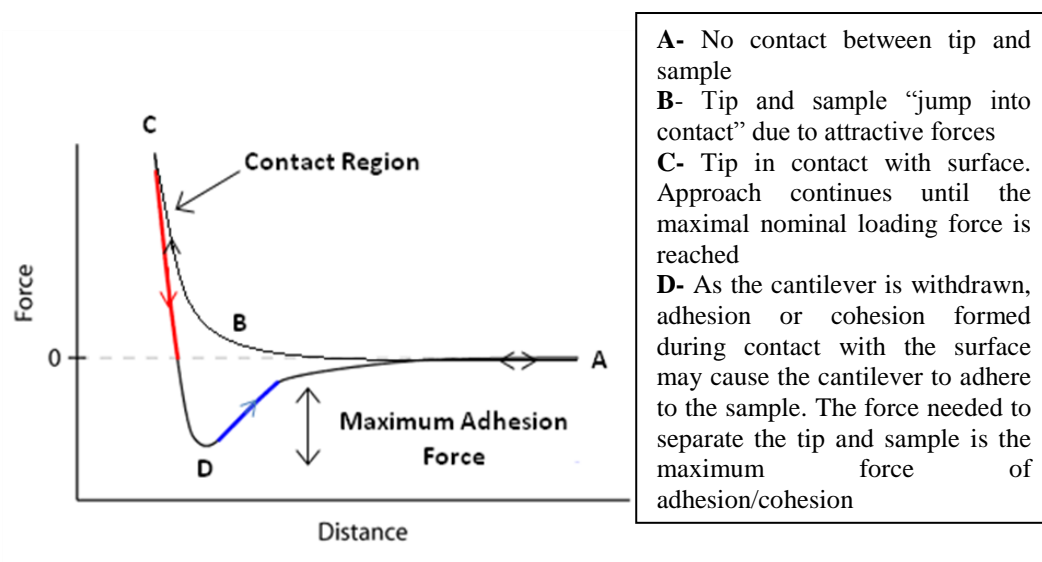 C
Contact Region
Force
B
0
A
Maximum Adhesion
Force
D
Distance
A- No contact between tip and
sample
B- Tip and sample “jump into
contact” due to attractive forces
C- Tip in contact with surface.
Approach continues until the
maximal nominal loading force is
reached
D- As the cantilever is withdrawn,
adhesion or cohesion formed
during contact with the surface
may cause the cantilever to adhere
to the sample. The force needed to
separate the tip and sample is the
maximum force of
adhesion/cohesion